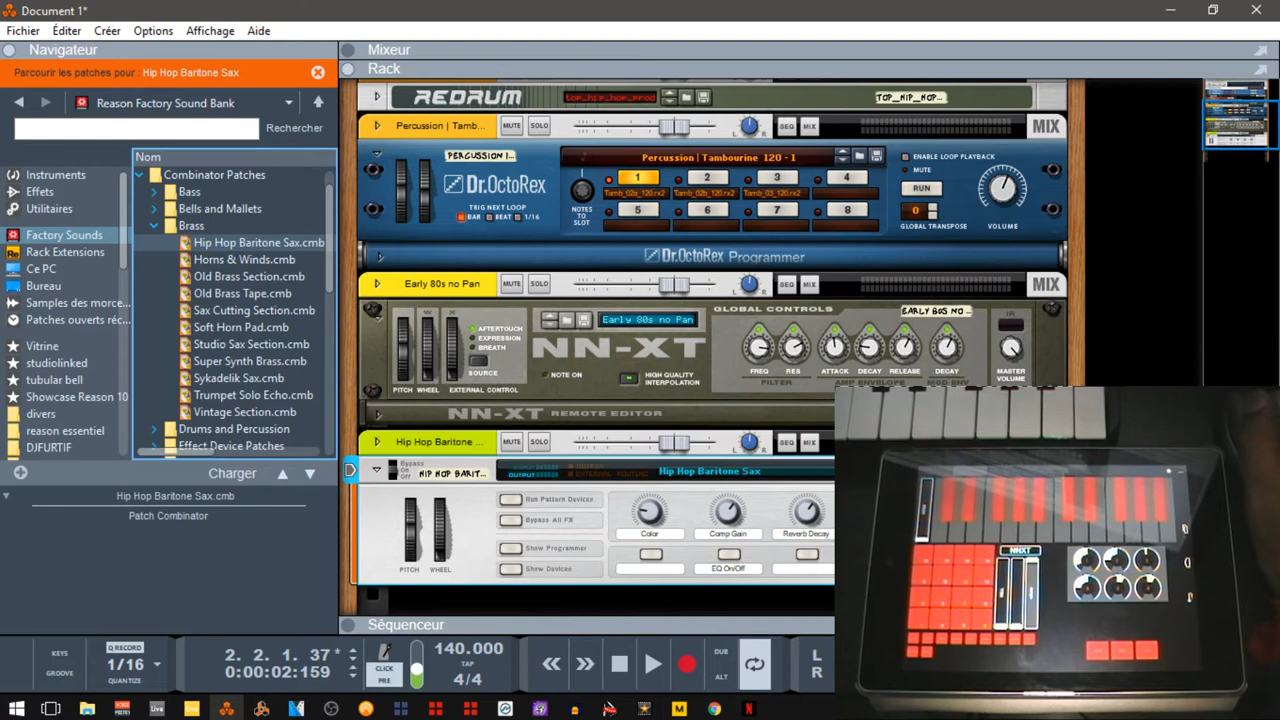 Document 1*
Fichier Éditer Créer Options Affichage Aide
Navigateur
Parcourir les patches pour : Hip Hop Baritone Sax
Reason Factory Sound Bank
Rechercher
Instruments
Effets
Utilitaires
Factory Sounds
Rack Extensions
Ce PC
Bureau
Samples des morce...
Patches ouverts réc...
Vitrine
studiolinked
tubular bell
Showcase Reason 10
divers
reason essentiel
DJFURTIF
Nom
Combinator Patches
Bass
Bells and Mallets
Brass
Hip Hop Baritone Sax.cmb
Horns & Winds.cmb
Old Brass Section.cmb
Old Brass Tape.cmb
Sax Cutting Section.cmb
Soft Horn Pad.cmb
Studio Sax Section.cmb
Super Synth Brass.cmb
Sykadelik Sax.cmb
Trumpet Solo Echo.cmb
Vintage Section.cmb
Drums and Percussion
Effect Device Patches
Charger
Hip Hop Baritone Sax.cmb
Patch Combinator
Mixeur
Rack
REDRUM top_hip_hop_prod TOP_HIP_HOP...
Percussion | Tamb... MUTE SOLO L R SEQ MIX MIX
PERCUSSION I...
Dr.OctoRex
TRIG NEXT LOOP
BAR BEAT 1/16
NOTES TO SLOT
Percussion | Tambourine 120 - 1
1 2 3 4
Tamb_02a_120.rx2 Tamb_02b_120.rx2 Tamb_03_120.rx2
5 6 7 8
ENABLE LOOP PLAYBACK
MUTE
RUN
0
GLOBAL TRANSPOSE
VOLUME
Dr.OctoRex Programmer
Early 80s no Pan MUTE SOLO L R SEQ MIX MIX
GLOBAL CONTROLS
EARLY 80S NO ...
Early 80s no Pan
AFTERTOUCH
EXPRESSION
BREATH
SOURCE
PITCH WHEEL EXTERNAL CONTROL
NN-XT
NOTE ON
HIGH QUALITY INTERPOLATION
FREQ RES ATTACK DECAY RELEASE DECAY
FILTER AMP ENVELOPE MOD ENV
MASTER VOLUME
NN-XT REMOTE EDITOR
Hip Hop Baritone ... MUTE SOLO L R SEQ MIX
Bypass
On
Off
HIP HOP BARIT...
Hip Hop Baritone Sax
Run Pattern Devices
Bypass All FX
Show Programmer
Show Devices
PITCH WHEEL
Color Comp Gain Reverb Decay
EQ On/Off
NNXT
Séquenceur
KEYS
GROOVE
Q RECORD
1/16
QUANTIZE
2. 2. 1. 37 *
0:00:02:159
CLICK
PRE
140.000
TAP
4/4
DUB
ALT
L
R